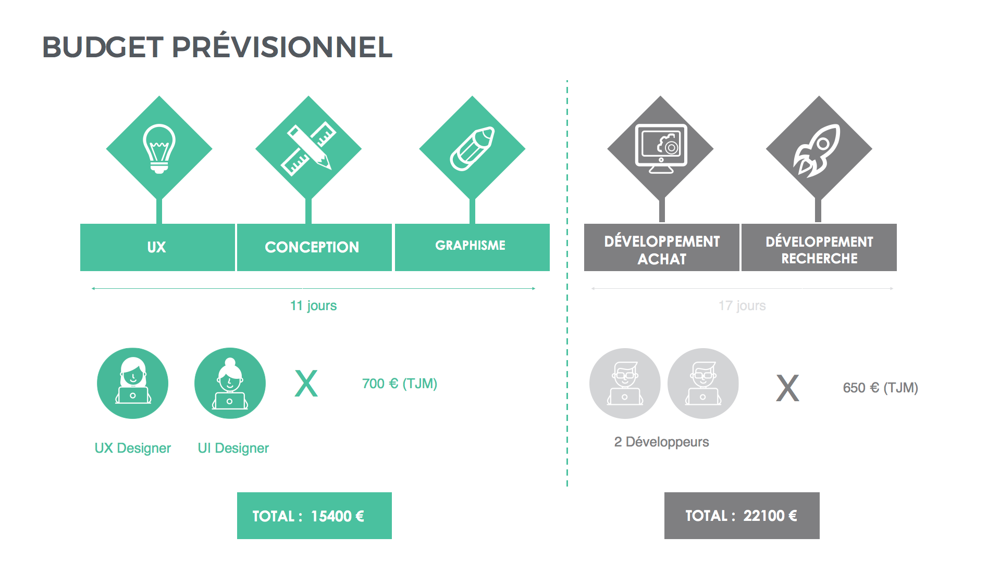 BUDGET PRÉVISIONNEL
UX
CONCEPTION
GRAPHISME
11 jours
UX Designer
UI Designer
X
700 € (TJM)
TOTAL : 15400 €
DÉVELOPPEMENT
ACHAT
DÉVELOPPEMENT
RECHERCHE
17 jours
2 Développeurs
X
650 € (TJM)
TOTAL : 22100 €